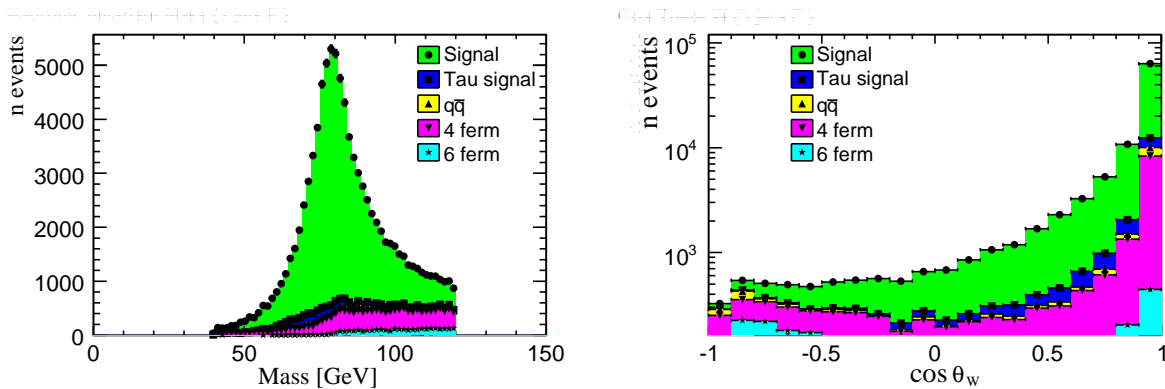 n events
5000
4000
3000
2000
1000
0
0 50 100 150
Mass [GeV]
Signal
Tau signal
qq̅
4 ferm
6 ferm
n events
10⁵
10⁴
10³
-1 -0.5 0 0.5 1
cos θ_W
Signal
Tau signal
qq̅
4 ferm
6 ferm